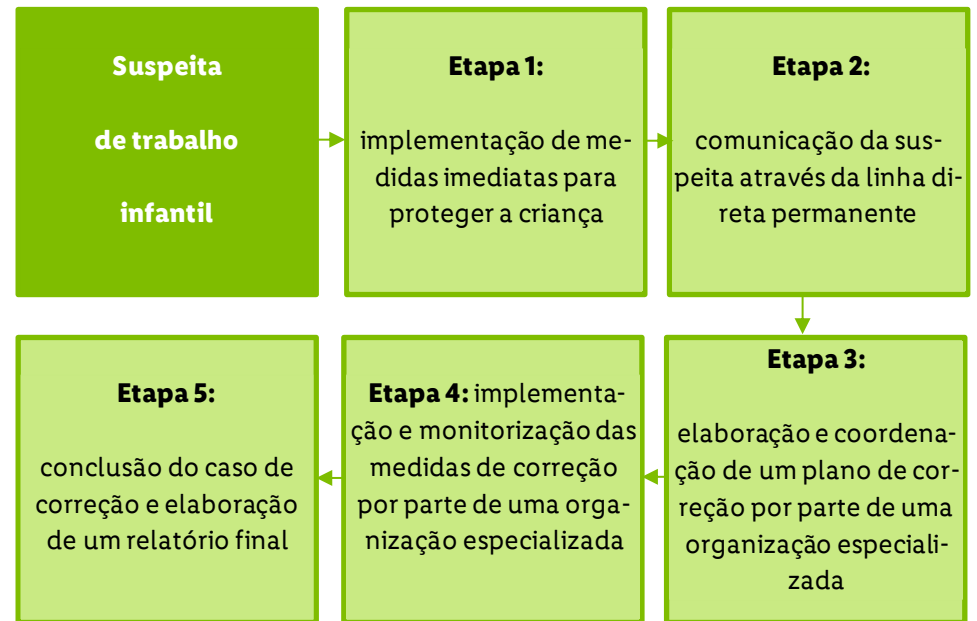 Suspeita
de trabalho
infantil
Etapa 1:
implementação de me-
didas imediatas para
proteger a criança
Etapa 2:
comunicação da sus-
peita através da linha di-
reta permanente
Etapa 3:
elaboração e coordena-
ção de um plano de cor-
reção por parte de uma
organização especiali-
zada
Etapa 4: implementa-
ção e monitorização das
medidas de correção
por parte de uma orga-
nização especializada
Etapa 5:
conclusão do caso de
correção e elaboração
de um relatório final